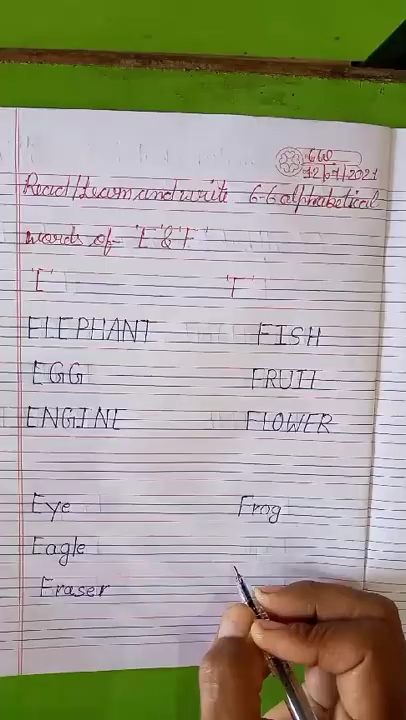 CW
12/07/2021
Read/Learn and write 6-6 alphabetical
words of- 'E' & 'F'
'E' 'F'
ELEPHANT FISH
EGG FRUIT
ENGINE FLOWER
Eye Frog
Eagle
Eraser